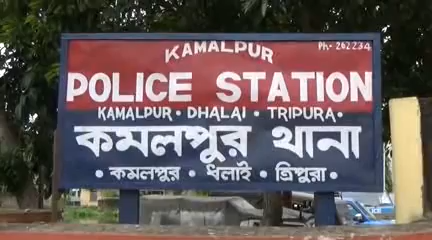 KAMALPUR
Ph:- 262234
POLICE STATION
KAMALPUR • DHALAI • TRIPURA •
কমলপুর থানা
• কমলপুর • ধলাই • ত্রিপুরা •